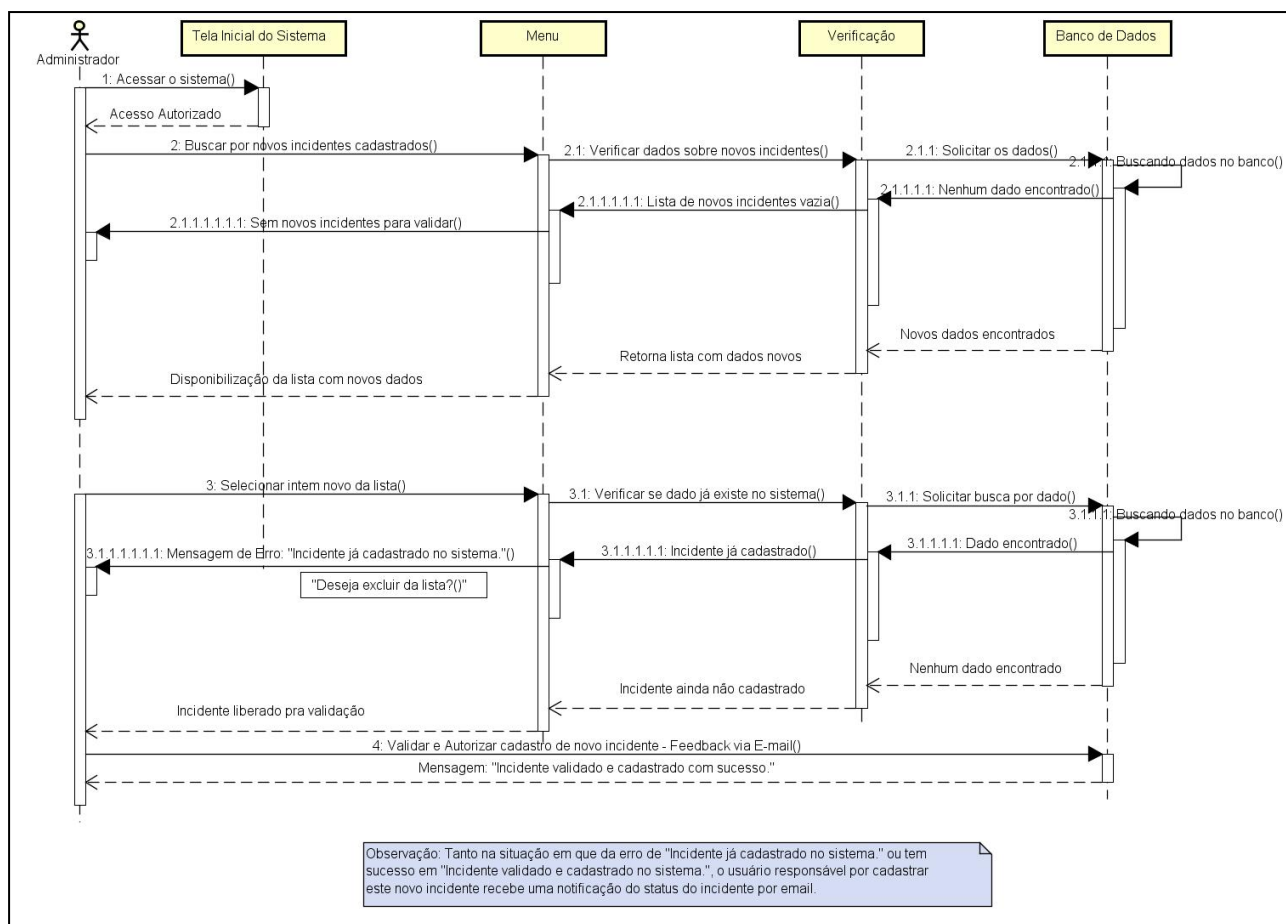 Administrador
Tela Inicial do Sistema
Menu
Verificação
Banco de Dados
1: Acessar o sistema()
Acesso Autorizado
2: Buscar por novos incidentes cadastrados()
2.1: Verificar dados sobre novos incidentes()
2.1.1: Solicitar os dados()
2.1.1.1: Buscando dados no banco()
2.1.1.1.1: Nenhum dado encontrado()
2.1.1.1.1.1: Lista de novos incidentes vazia()
2.1.1.1.1.1.1: Sem novos incidentes para validar()
Novos dados encontrados
Retorna lista com dados novos
Disponibilização da lista com novos dados
3: Selecionar intem novo da lista()
3.1: Verificar se dado já existe no sistema()
3.1.1: Solicitar busca por dado()
3.1.1.1: Buscando dados no banco()
3.1.1.1.1: Dado encontrado()
3.1.1.1.1.1: Incidente já cadastrado()
3.1.1.1.1.1.1: Mensagem de Erro: "Incidente já cadastrado no sistema."()
"Deseja excluir da lista?()"
Nenhum dado encontrado
Incidente ainda não cadastrado
Incidente liberado pra validação
4: Validar e Autorizar cadastro de novo incidente - Feedback via E-mail()
Mensagem: "Incidente validado e cadastrado com sucesso."
Observação: Tanto na situação em que da erro de "Incidente já cadastrado no sistema." ou tem
sucesso em "Incidente validado e cadastrado no sistema.", o usuário responsável por cadastrar
este novo incidente recebe uma notificação do status do incidente por email.